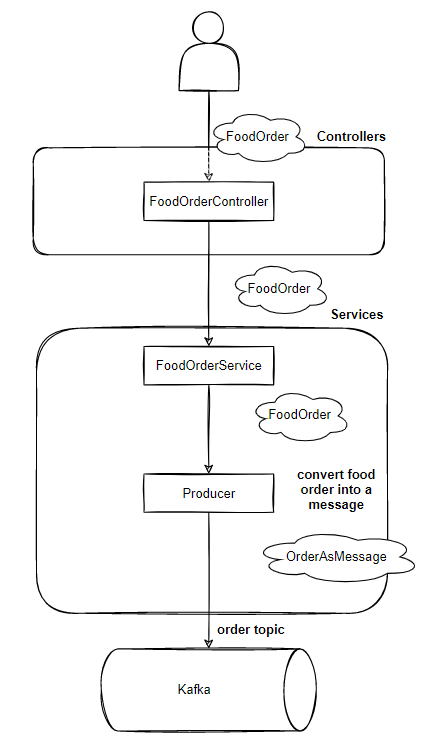 FoodOrder
Controllers
FoodOrderController
FoodOrder
Services
FoodOrderService
FoodOrder
convert food
order into a
message
Producer
OrderAsMessage
order topic
Kafka